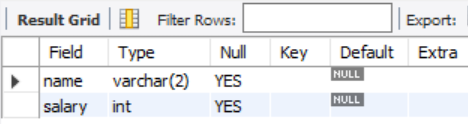 Result Grid Filter Rows: Export:
Field Type Null Key Default Extra
name varchar(2) YES NULL
salary int YES NULL